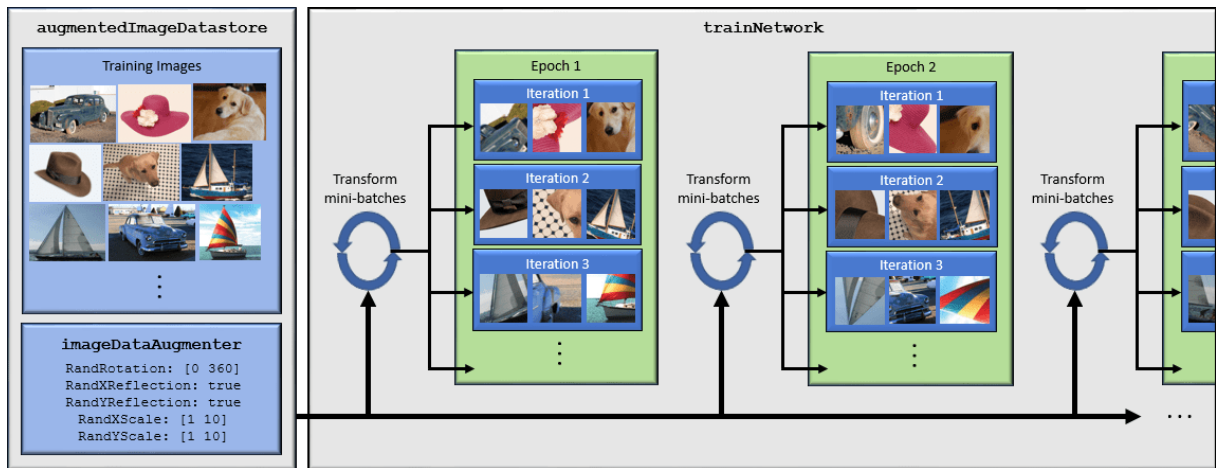 augmentedImageDatastore
Training Images
imageDataAugmenter
RandRotation: [0 360]
RandXReflection: true
RandYReflection: true
RandXScale: [1 10]
RandYScale: [1 10]
trainNetwork
Transform
mini-batches
Epoch 1
Iteration 1
Iteration 2
Iteration 3
Transform
mini-batches
Epoch 2
Iteration 1
Iteration 2
Iteration 3
Transform
mini-batches